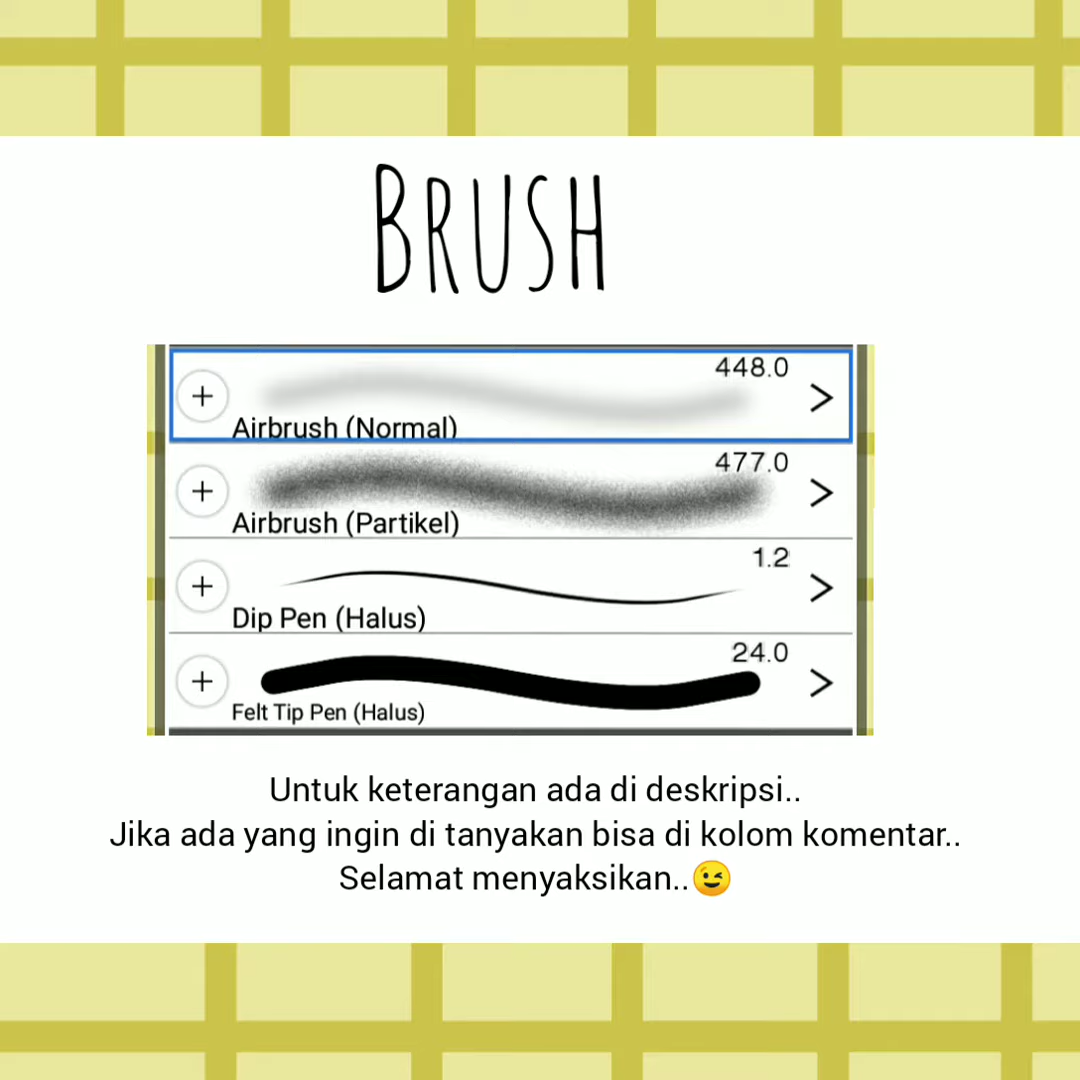 BRUSH
448.0
+
Airbrush (Normal)
>
477.0
+
Airbrush (Partikel)
>
1.2
+
Dip Pen (Halus)
>
24.0
+
Felt Tip Pen (Halus)
>
Untuk keterangan ada di deskripsi..
Jika ada yang ingin di tanyakan bisa di kolom komentar..
Selamat menyaksikan..😉